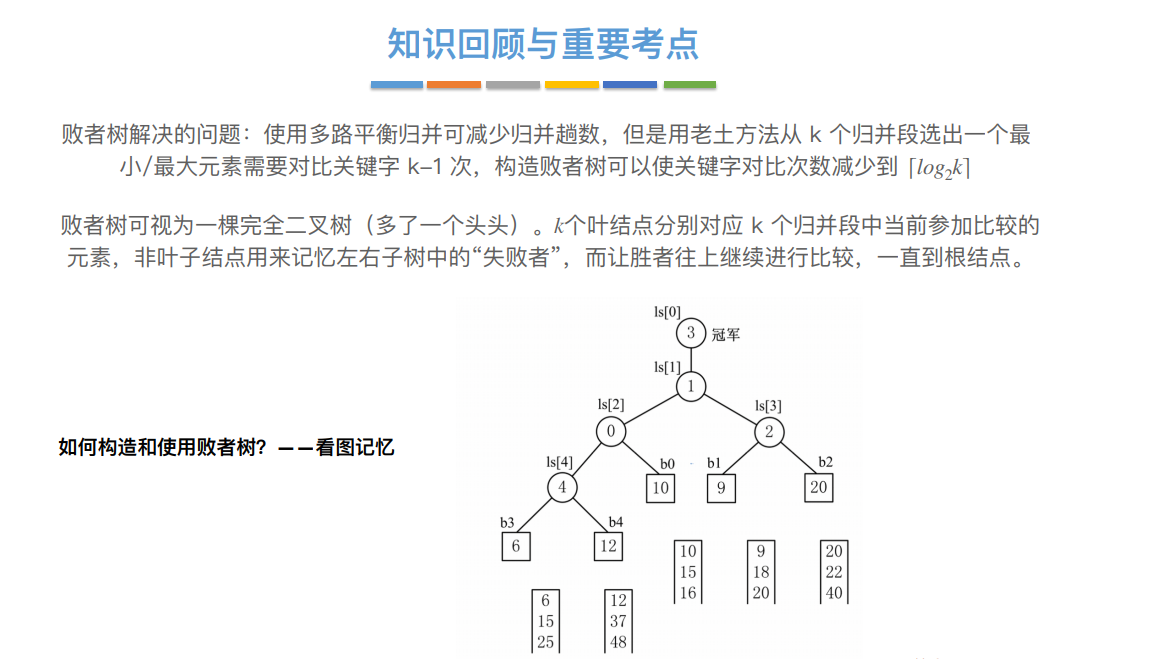 知识回顾与重要考点
败者树解决的问题：使用多路平衡归并可减少归并趟数，但是用老土方法从 k 个归并段选出一个最
小/最大元素需要对比关键字 k–1 次，构造败者树可以使关键字对比次数减少到 ⌈log₂k⌉
败者树可视为一棵完全二叉树（多了一个头头）。k个叶结点分别对应 k 个归并段中当前参加比较的
元素，非叶子结点用来记忆左右子树中的“失败者”，而让胜者往上继续进行比较，一直到根结点。
ls[0]
3 冠军
ls[1]
1
ls[2] ls[3]
0 2
如何构造和使用败者树？——看图记忆
ls[4] b0 b1 b2
4 10 9 20
b3 b4
6 12
10 9 20
15 18 22
16 20 40
6 12
15 37
25 48